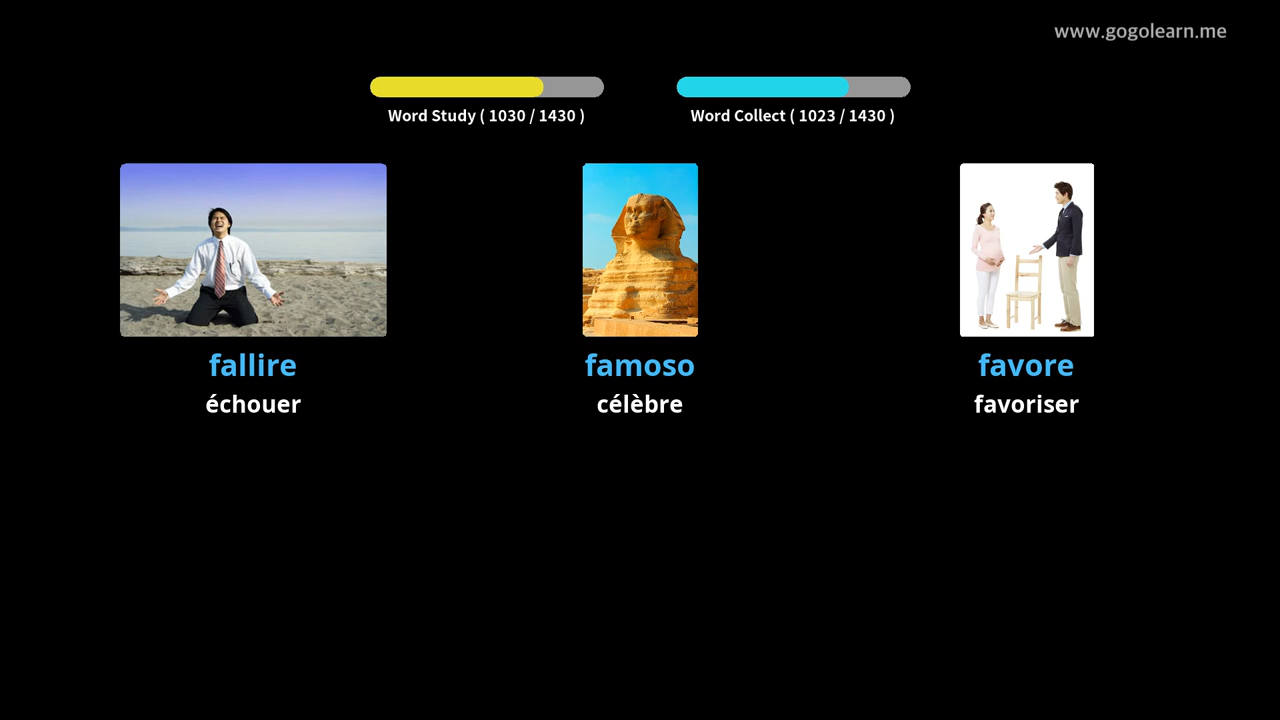 www.gogolearn.me
Word Study ( 1030 / 1430 )
Word Collect ( 1023 / 1430 )
fallire
échouer
famoso
célèbre
favore
favoriser